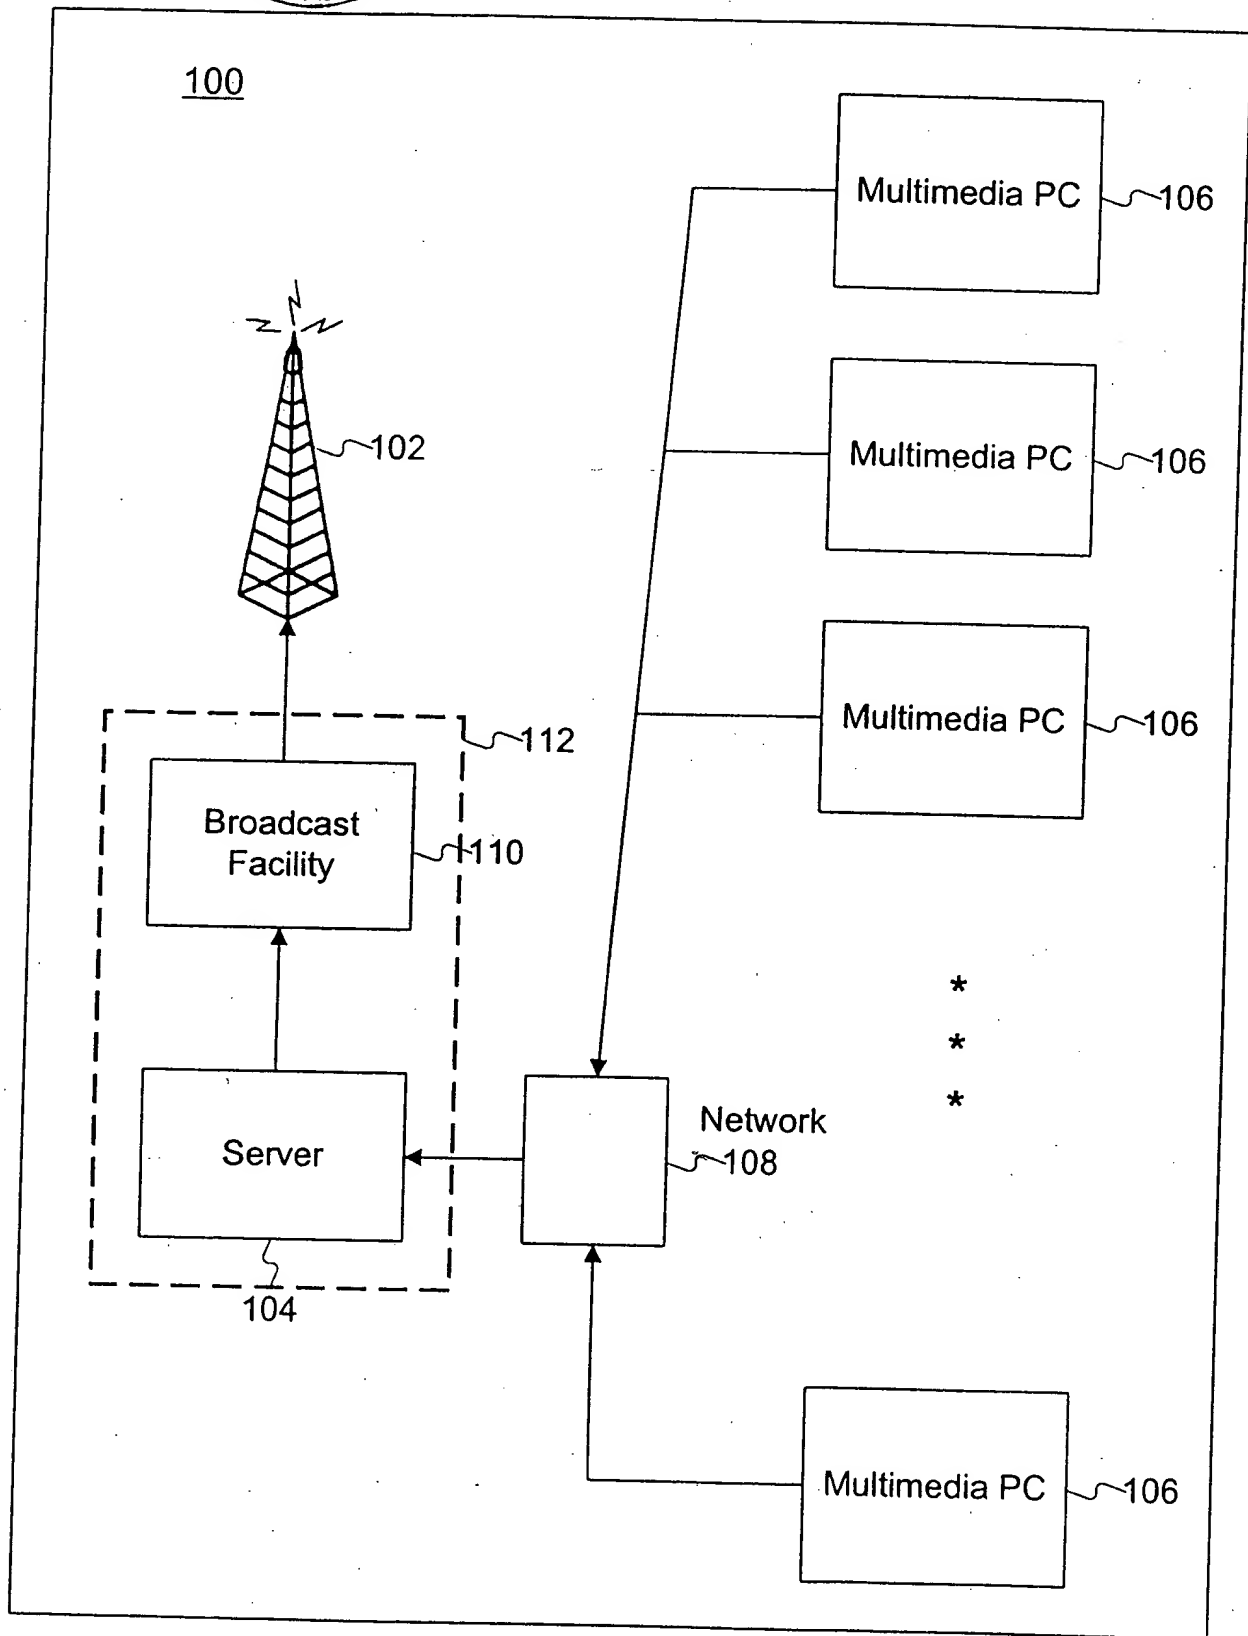 100
Multimedia PC 106
102
Multimedia PC 106
Multimedia PC 106
112
Broadcast
Facility
110
*
*
*
Network
108
Server
104
Multimedia PC 106